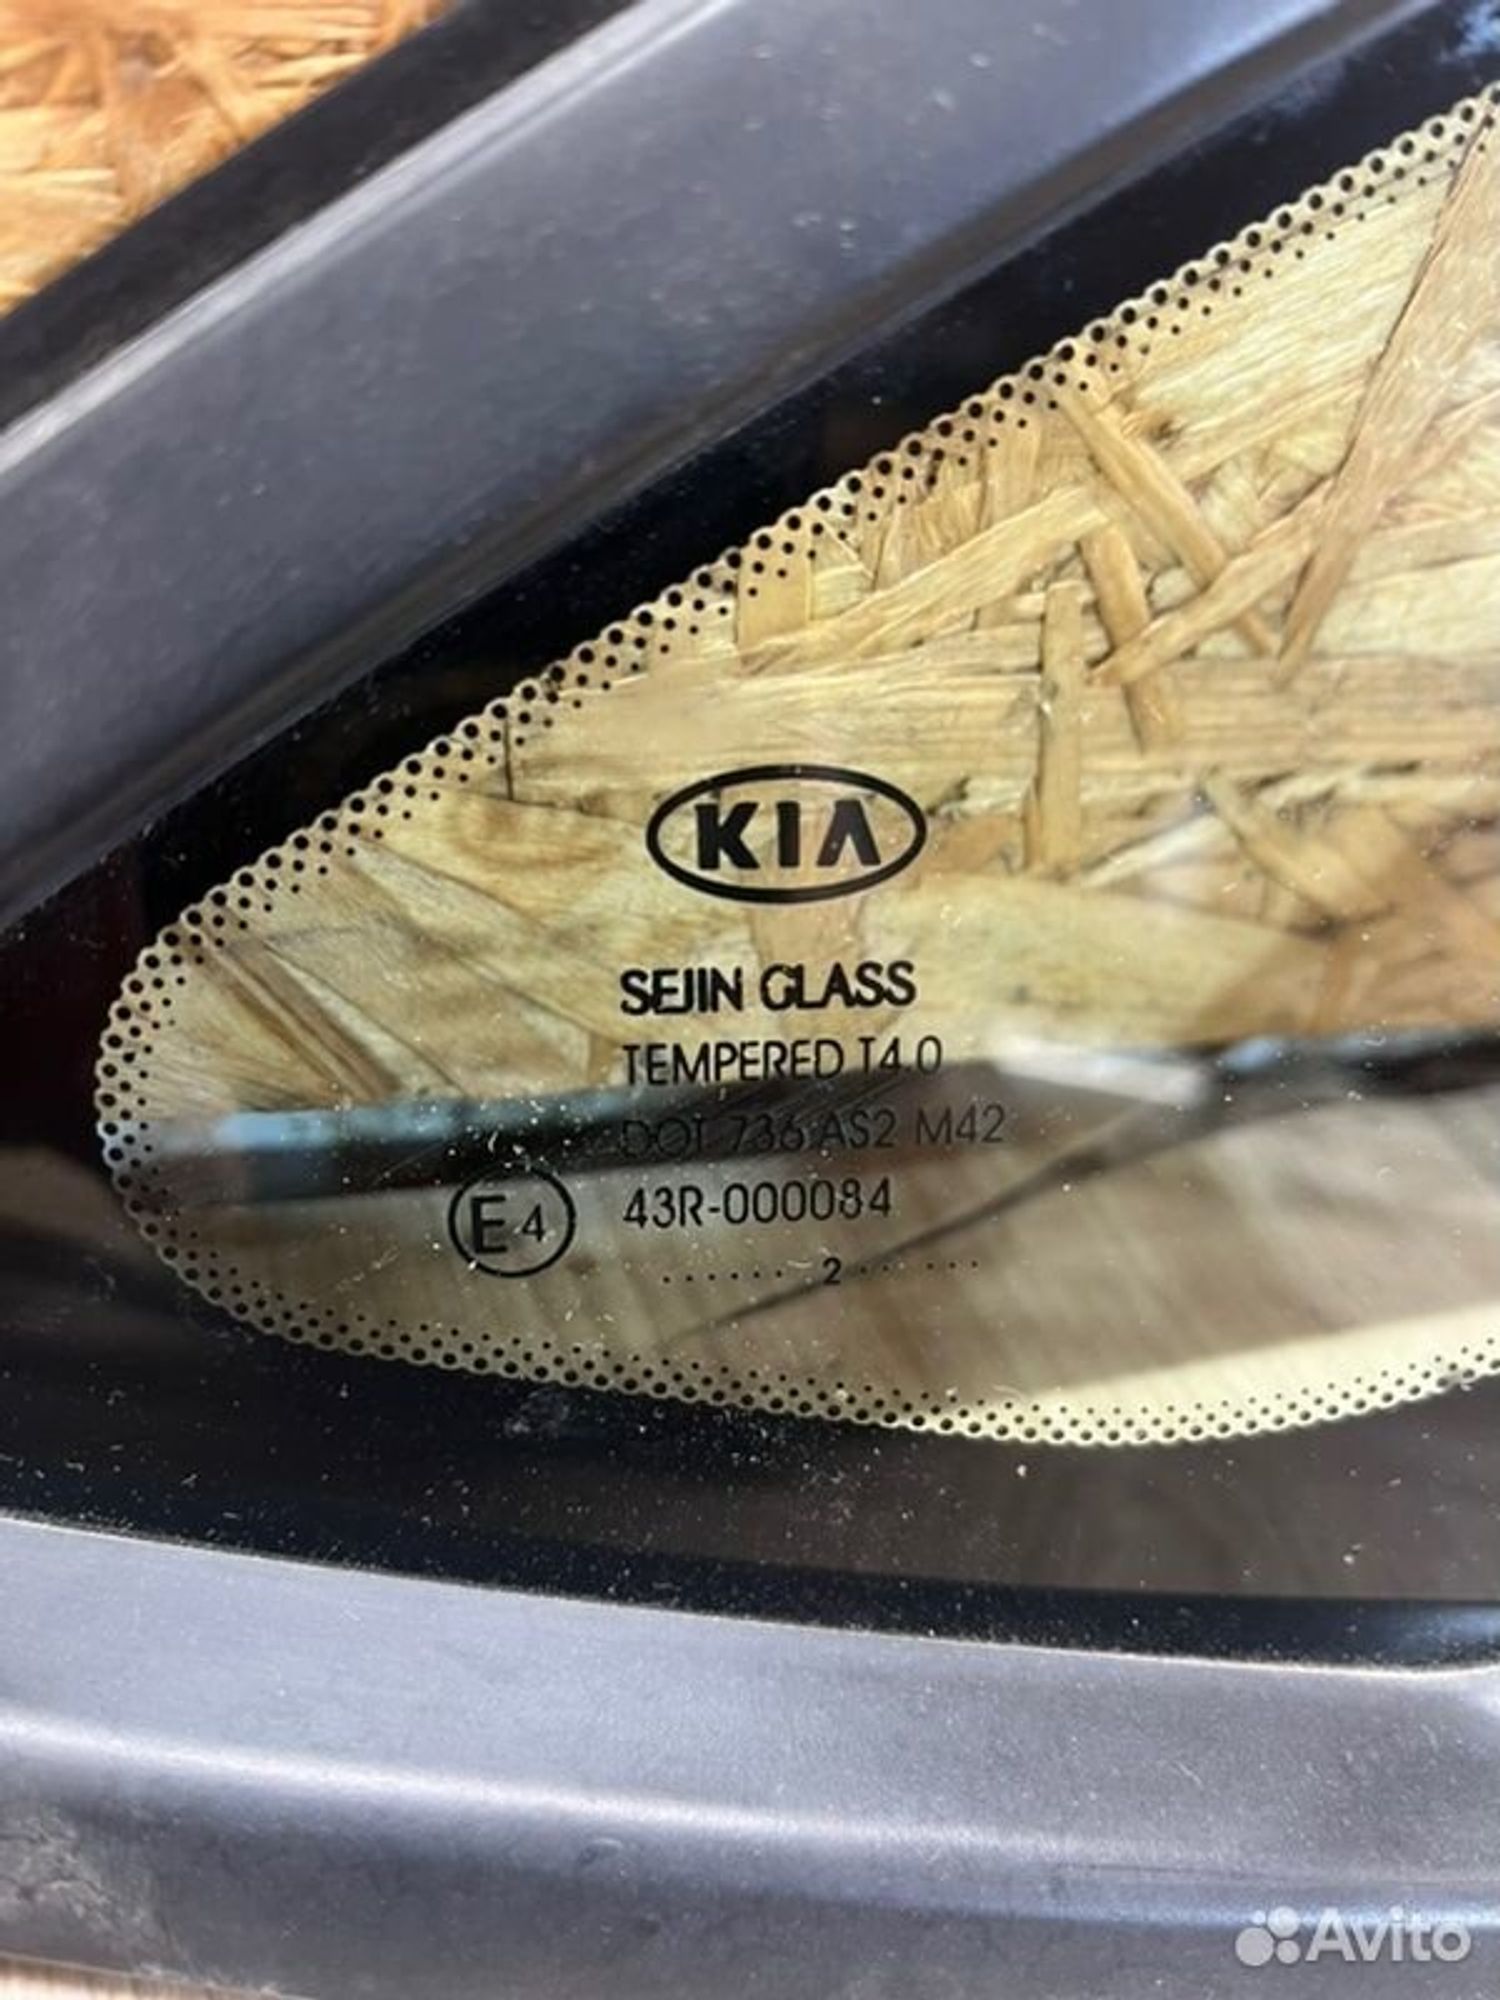 KIA
SEJIN GLASS
TEMPERED T4.0
DOT 736 AS2 M42
E4 43R-000084
. . . . . . . 2 . . . . . .
Avito